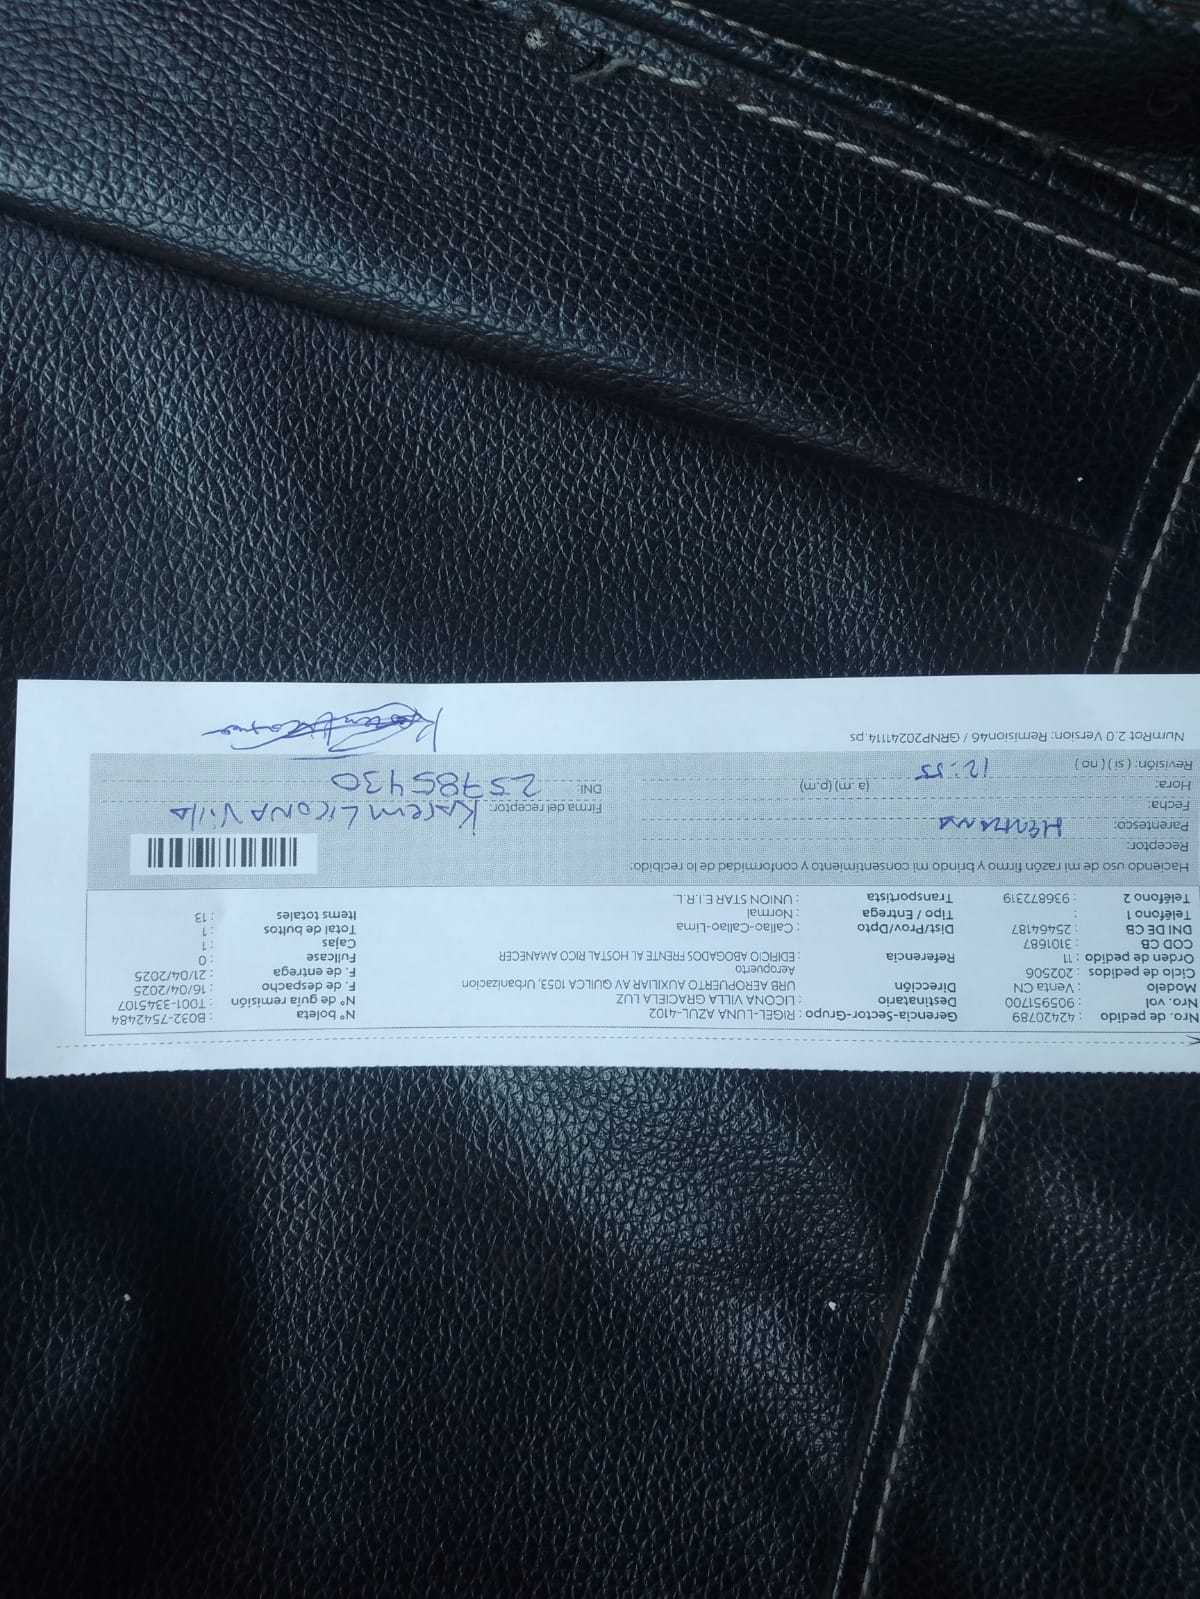 Nro. de pedido : 42420789 Gerencia-Sector-Grupo : RIGEL-LUNA AZUL-4102 N° boleta : B032-7542484
Nro. vol : 905951700 Destinatario : LICONA VILLA GRACIELA LUZ N° de guía remisión : T001-3345107
Modelo : Venta CN Dirección : URB AEROPUERTO AV QUILCA 1053, Urbanizacion AUXILIAR Aeropuerto F. de despacho : 16/04/2025
Ciclo de pedidos : 202506 F. de entrega : 21/04/2025
Orden de pedido : 11 Referencia : EDIFICIO ABOGADOS FRENTE AL HOSTAL RICO AMANECER Fullcase : 0
COD CB : 3101687 Cajas : 1
DNI DE CB : 25464187 Dist/Prov/Dpto : Callao-Callao-Lima Total de bultos : 1
Teléfono 1 : Tipo / Entrega : Normal Items totales : 13
Teléfono 2 : 936872319 Transportista : UNION STAR E.I.R.L.
Haciendo uso de mi razón firmo y brindo mi consentimiento y conformidad de lo recibido:
Receptor:
Parentesco: Hermana
Fecha: Firma del receptor: Karem LICONA Villa
Hora: 12:55 (a.m) (p.m) DNI: 25785430
Revisión: ( si ) ( no )
NumRot 2.0 Version: Remision46 / GRNP20241114.ps